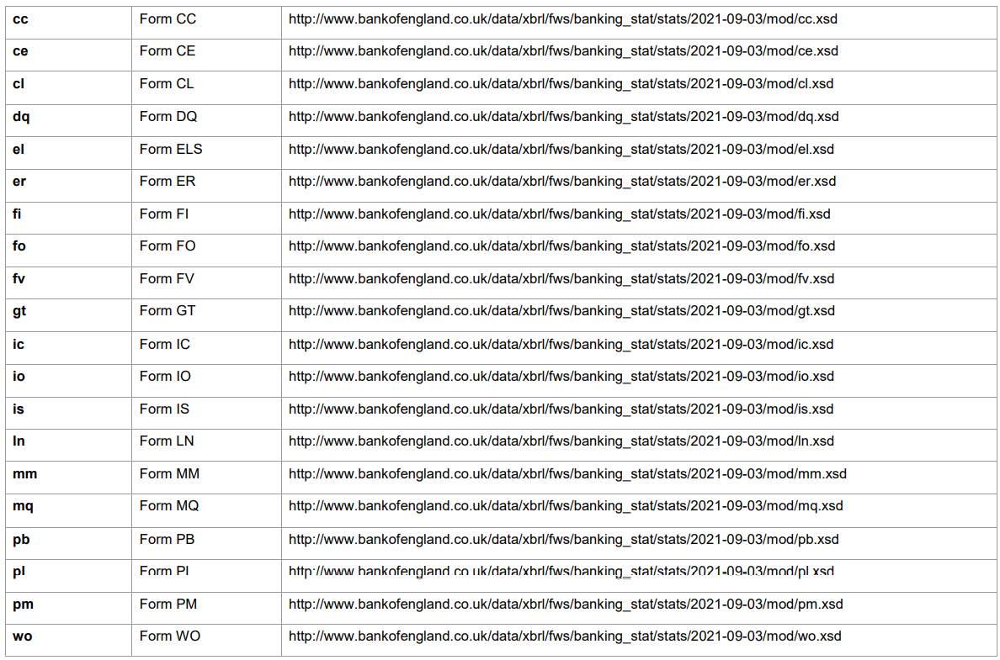 cc Form CC http://www.bankofengland.co.uk/data/xbrl/fws/banking_stat/stats/2021-09-03/mod/cc.xsd
ce Form CE http://www.bankofengland.co.uk/data/xbrl/fws/banking_stat/stats/2021-09-03/mod/ce.xsd
cl Form CL http://www.bankofengland.co.uk/data/xbrl/fws/banking_stat/stats/2021-09-03/mod/cl.xsd
dq Form DQ http://www.bankofengland.co.uk/data/xbrl/fws/banking_stat/stats/2021-09-03/mod/dq.xsd
el Form ELS http://www.bankofengland.co.uk/data/xbrl/fws/banking_stat/stats/2021-09-03/mod/el.xsd
er Form ER http://www.bankofengland.co.uk/data/xbrl/fws/banking_stat/stats/2021-09-03/mod/er.xsd
fi Form FI http://www.bankofengland.co.uk/data/xbrl/fws/banking_stat/stats/2021-09-03/mod/fi.xsd
fo Form FO http://www.bankofengland.co.uk/data/xbrl/fws/banking_stat/stats/2021-09-03/mod/fo.xsd
fv Form FV http://www.bankofengland.co.uk/data/xbrl/fws/banking_stat/stats/2021-09-03/mod/fv.xsd
gt Form GT http://www.bankofengland.co.uk/data/xbrl/fws/banking_stat/stats/2021-09-03/mod/gt.xsd
ic Form IC http://www.bankofengland.co.uk/data/xbrl/fws/banking_stat/stats/2021-09-03/mod/ic.xsd
io Form IO http://www.bankofengland.co.uk/data/xbrl/fws/banking_stat/stats/2021-09-03/mod/io.xsd
is Form IS http://www.bankofengland.co.uk/data/xbrl/fws/banking_stat/stats/2021-09-03/mod/is.xsd
ln Form LN http://www.bankofengland.co.uk/data/xbrl/fws/banking_stat/stats/2021-09-03/mod/ln.xsd
mm Form MM http://www.bankofengland.co.uk/data/xbrl/fws/banking_stat/stats/2021-09-03/mod/mm.xsd
mq Form MQ http://www.bankofengland.co.uk/data/xbrl/fws/banking_stat/stats/2021-09-03/mod/mq.xsd
pb Form PB http://www.bankofengland.co.uk/data/xbrl/fws/banking_stat/stats/2021-09-03/mod/pb.xsd
pl Form PL http://www.bankofengland.co.uk/data/xbrl/fws/banking_stat/stats/2021-09-03/mod/pl.xsd
pm Form PM http://www.bankofengland.co.uk/data/xbrl/fws/banking_stat/stats/2021-09-03/mod/pm.xsd
wo Form WO http://www.bankofengland.co.uk/data/xbrl/fws/banking_stat/stats/2021-09-03/mod/wo.xsd